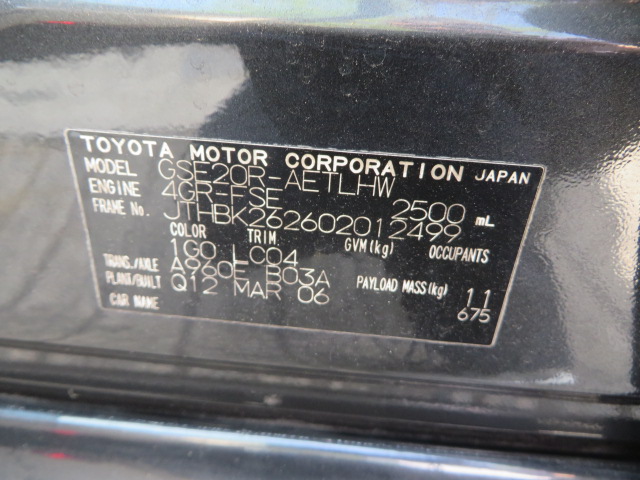 TOYOTA MOTOR CORPORATION JAPAN
MODEL GSE20R-AETLHW
ENGINE 4GR-FSE 2500 mL
FRAME No. JTHBK262602012499
COLOR TRIM GVM(kg) OCCUPANTS
1G0 LC04
TRANS./AXLE A960E B03A
PLANT/BUILT Q12 MAR 06 PAYLOAD MASS(kg) 11
CAR NAME 675